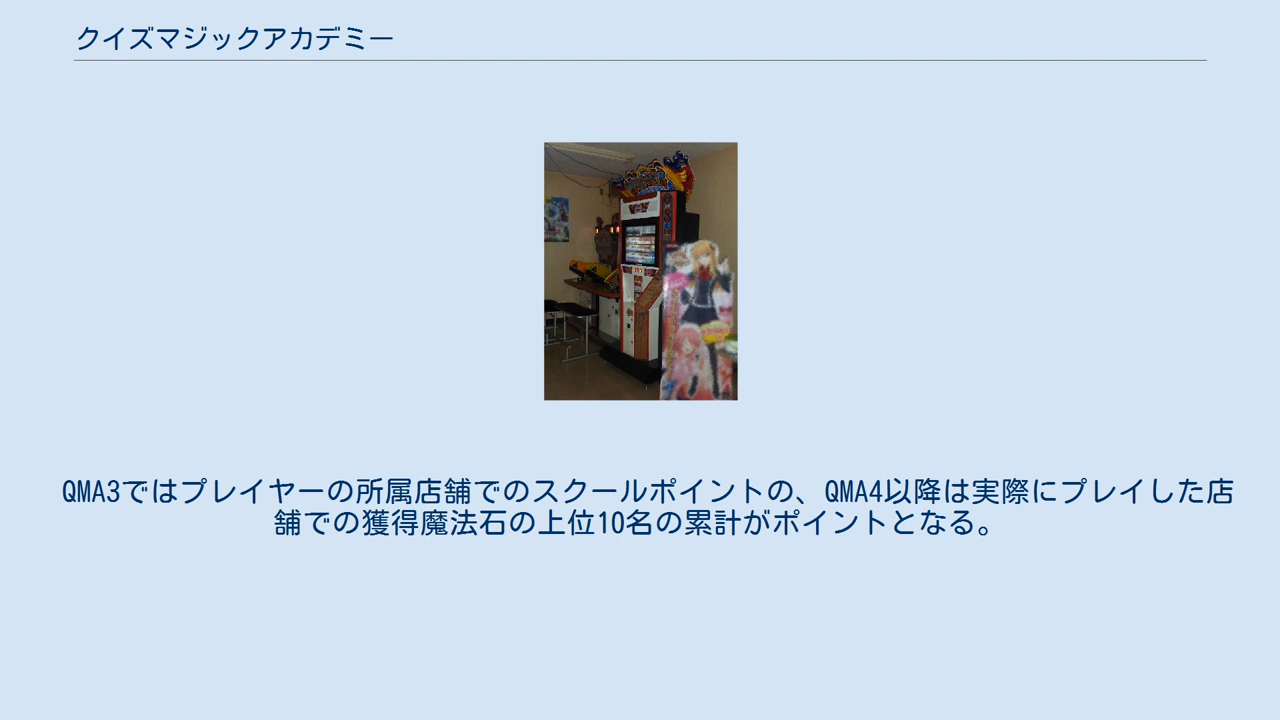 クイズマジックアカデミー
QMA3ではプレイヤーの所属店舗でのスクールポイントの、QMA4以降は実際にプレイした店
舗での獲得魔法石の上位10名の累計がポイントとなる。